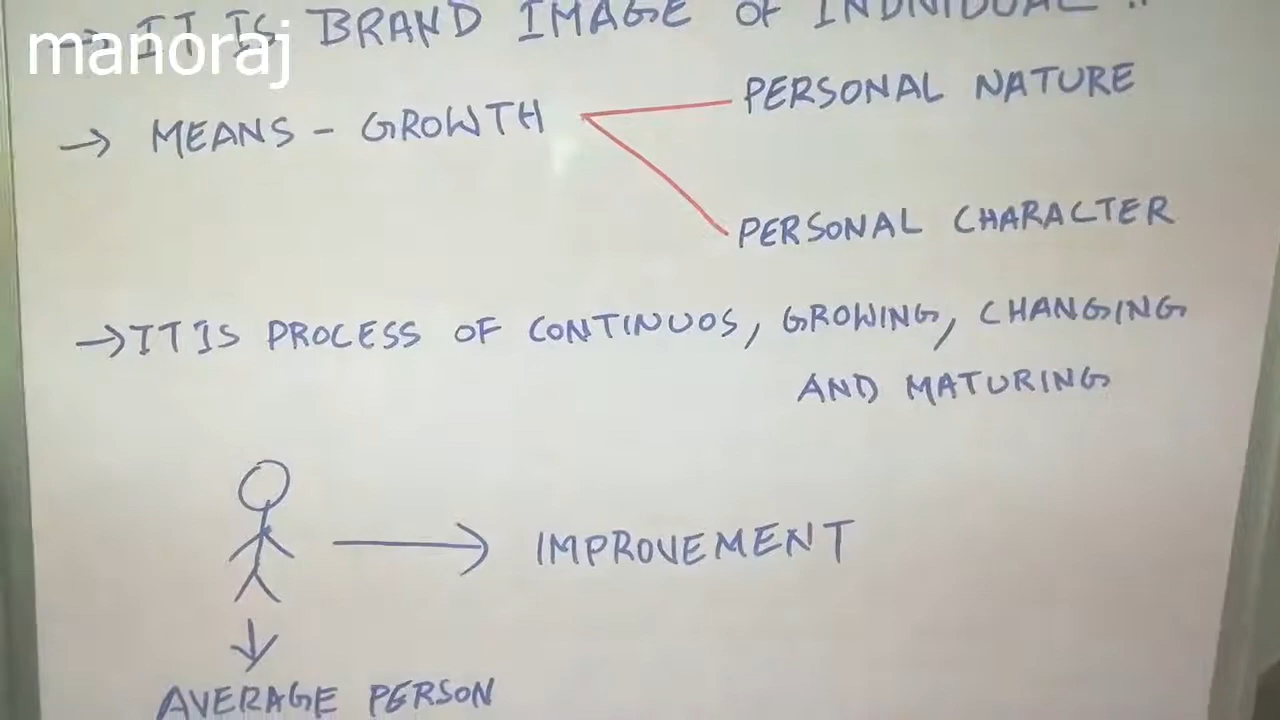 → IT IS BRAND IMAGE OF INDIVIDUAL
manoraj
→ MEANS - GROWTH
PERSONAL NATURE
PERSONAL CHARACTER
→ IT IS PROCESS OF CONTINUOS, GROWING, CHANGING
AND MATURING
→ IMPROVEMENT
AVERAGE PERSON